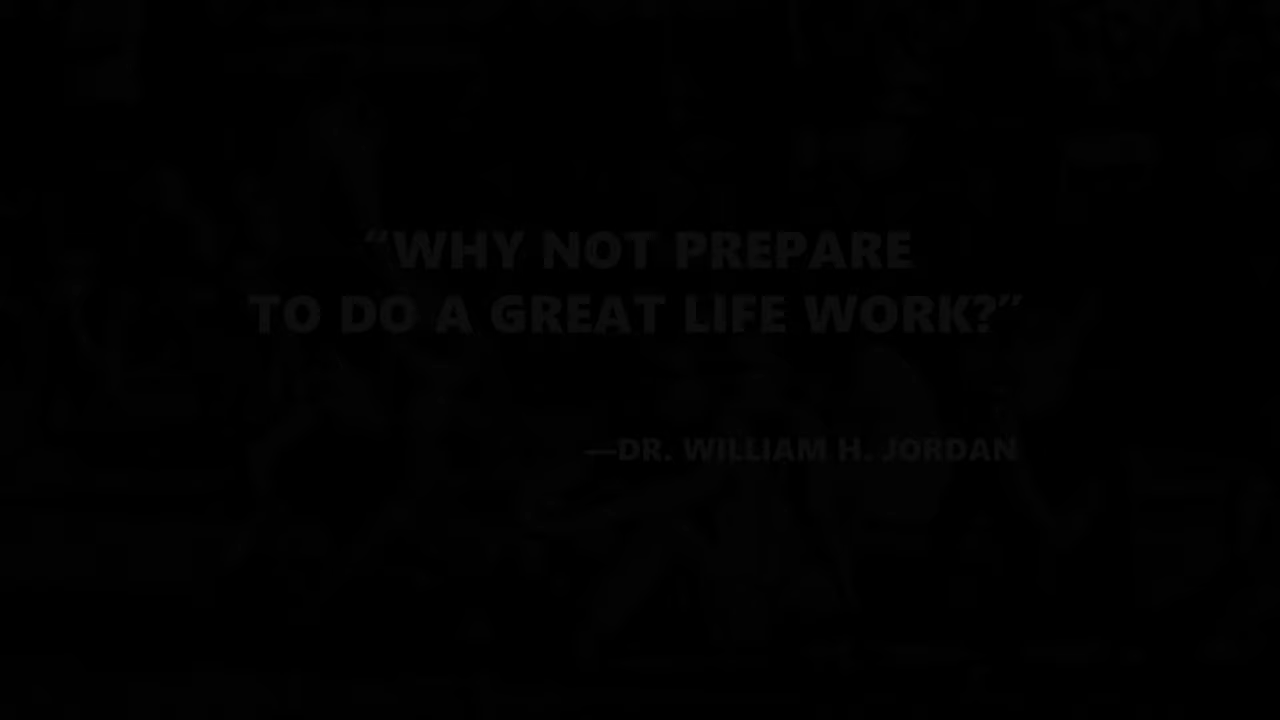 “WHY NOT PREPARE
TO DO A GREAT LIFE WORK?”
—DR. WILLIAM H. JORDAN